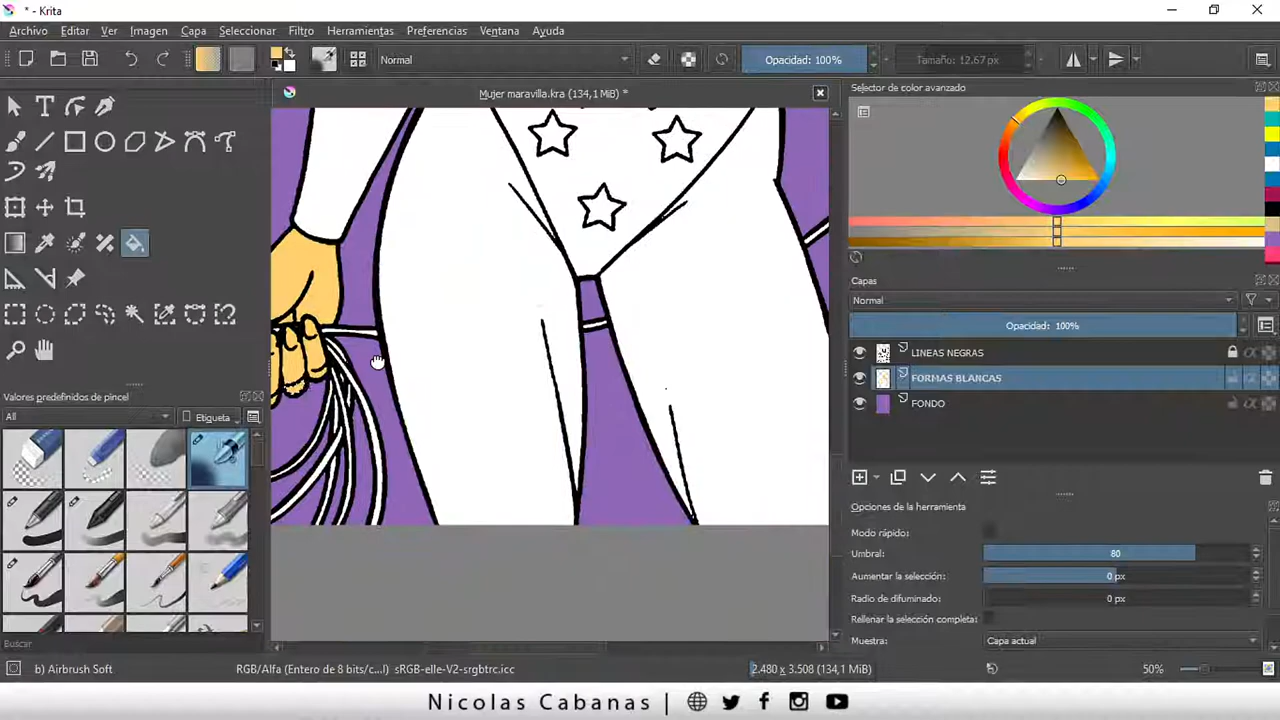 * - Krita
Archivo Editar Ver Imagen Capa Seleccionar Filtro Herramientas Preferencias Ventana Ayuda
Normal
Opacidad: 100%
Tamaño: 12.67 px
Mujer maravilla.kra (134,1 MiB) *
Selector de color avanzado
Capas
Normal
Opacidad: 100%
LINEAS NEGRAS
FORMAS BLANCAS
FONDO
Valores predefinidos de pincel
All
Etiqueta
Buscar
Opciones de la herramienta
Modo rápido:
Umbral: 80
Aumentar la selección: 0 px
Radio de difuminado: 0 px
Rellenar la selección completa:
Muestra: Capa actual
b) Airbrush Soft
RGB/Alfa (Entero de 8 bits/c...l) sRGB-elle-V2-srgbtrc.icc
2.480 x 3.508 (134,1 MiB)
50%
Nicolas Cabanas |